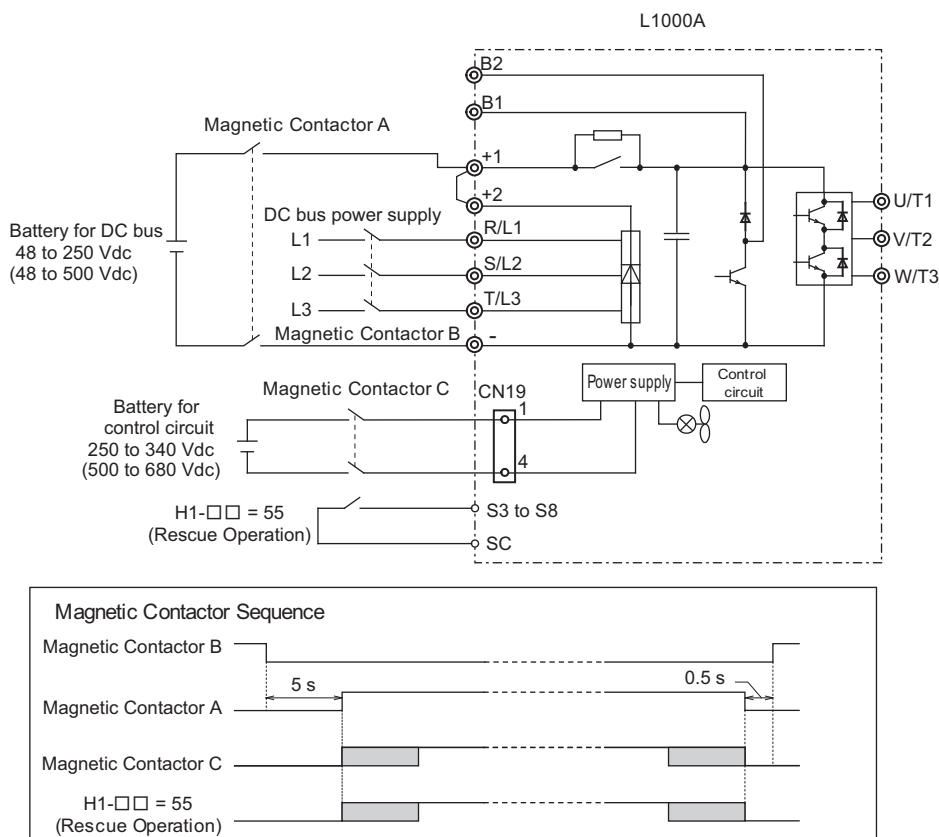 L1000A
B2
B1
Magnetic Contactor A
+1
+2
DC bus power supply
Battery for DC bus
48 to 250 Vdc
(48 to 500 Vdc)
L1
R/L1
L2
S/L2
L3
T/L3
Magnetic Contactor B
-
U/T1
V/T2
W/T3
Magnetic Contactor C
CN19
1
4
Power supply
Control
circuit
Battery for
control circuit
250 to 340 Vdc
(500 to 680 Vdc)
H1-□□ = 55
(Rescue Operation)
S3 to S8
SC
Magnetic Contactor Sequence
Magnetic Contactor B
5 s
0.5 s
Magnetic Contactor A
Magnetic Contactor C
H1-□□ = 55
(Rescue Operation)